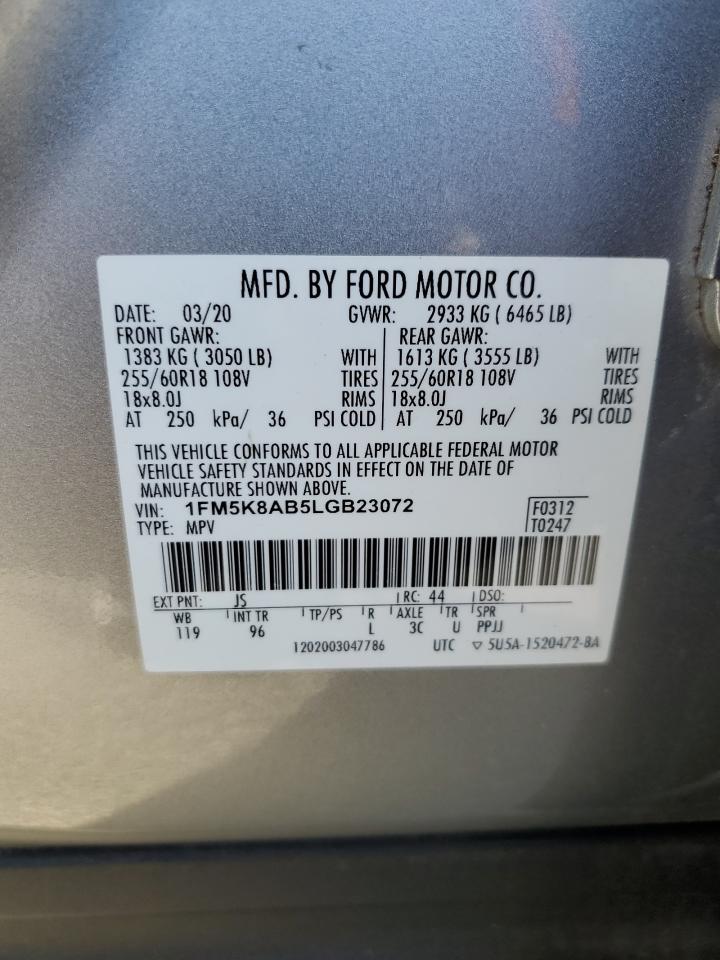 MFD. BY FORD MOTOR CO.
DATE: 03/20 GVWR: 2933 KG ( 6465 LB)
FRONT GAWR: REAR GAWR:
1383 KG ( 3050 LB) WITH 1613 KG ( 3555 LB) WITH
255/60R18 108V TIRES 255/60R18 108V TIRES
18x8.0J RIMS 18x8.0J RIMS
AT 250 kPa/ 36 PSI COLD AT 250 kPa/ 36 PSI COLD
THIS VEHICLE CONFORMS TO ALL APPLICABLE FEDERAL MOTOR
VEHICLE SAFETY STANDARDS IN EFFECT ON THE DATE OF
MANUFACTURE SHOWN ABOVE.
VIN: 1FM5K8AB5LGB23072 F0312
TYPE: MPV T0247
EXT PNT: JS RC: 44 DSO:
WB INT TR TP/PS R AXLE TR SPR
119 96 L 3C U PPJJ
1202003047786 UTC ▽ 5U5A-1520472-BA